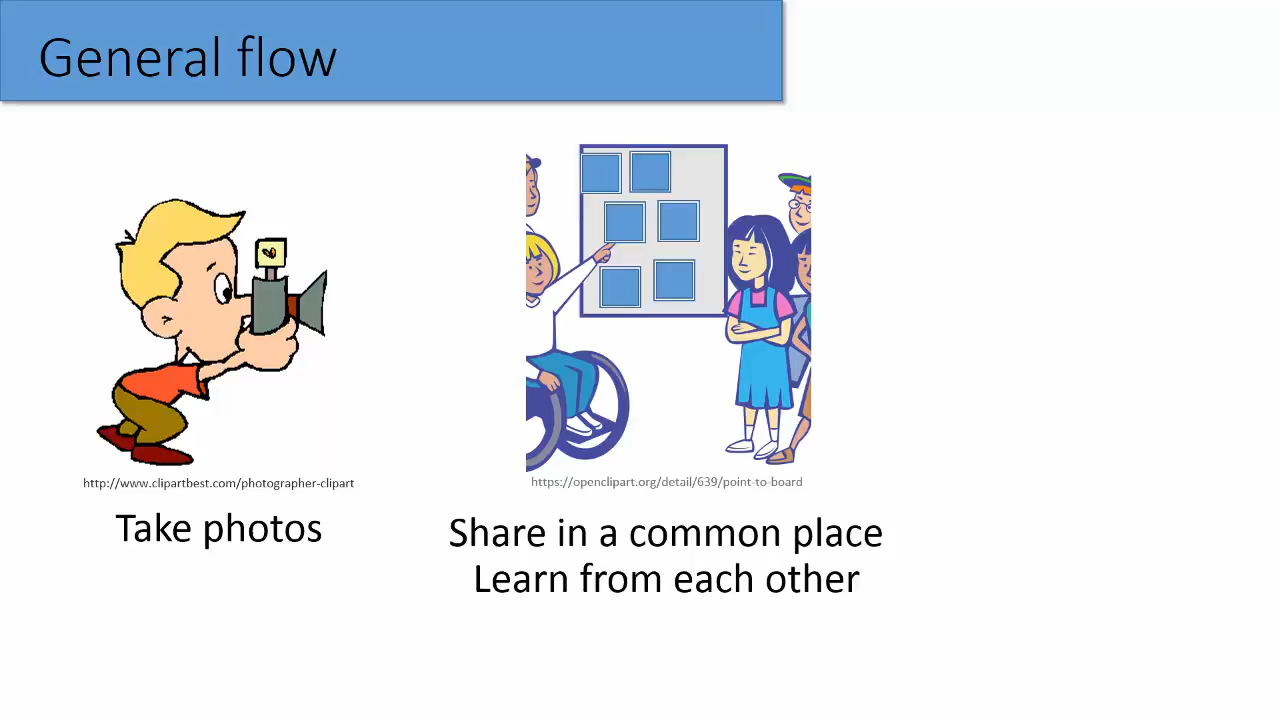 General flow
http://www.clipartbest.com/photographer-clipart
Take photos
https://openclipart.org/detail/639/point-to-board
Share in a common place
Learn from each other